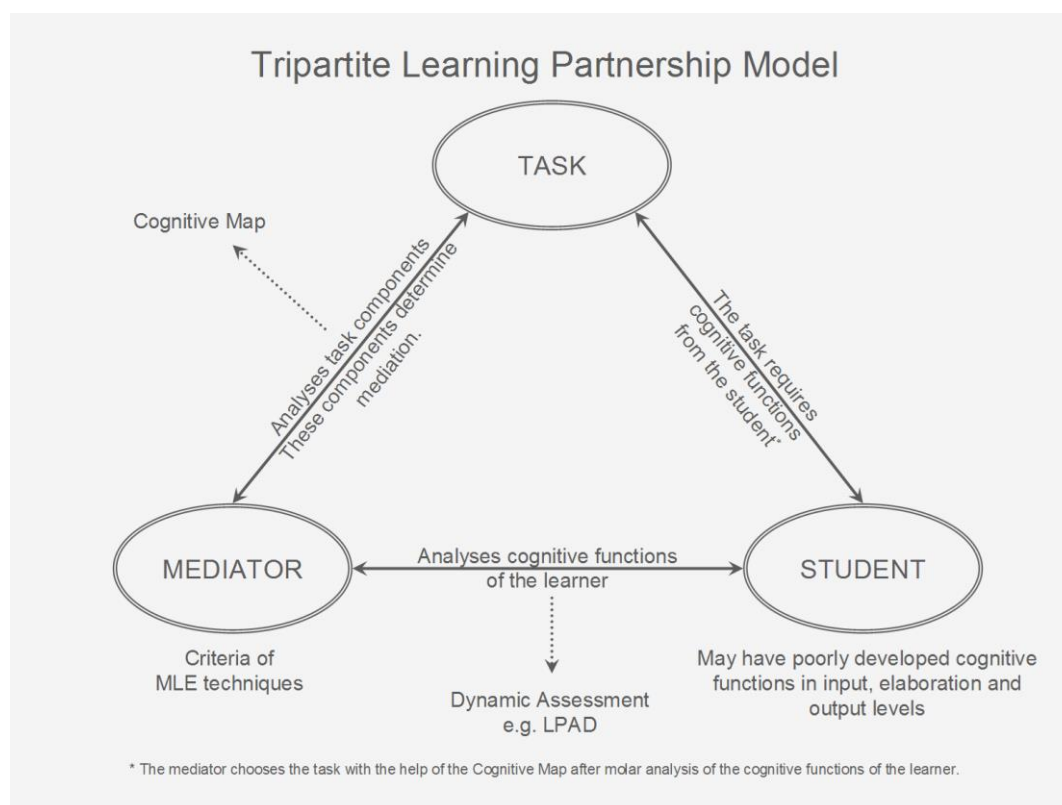 Tripartite Learning Partnership Model
TASK
Cognitive Map
Analyses task components
These components determine
mediation.
The task requires
cognitive functions
from the student*
MEDIATOR
Analyses cognitive functions
of the learner
STUDENT
Criteria of
MLE techniques
Dynamic Assessment
e.g. LPAD
May have poorly developed cognitive
functions in input, elaboration and
output levels
* The mediator chooses the task with the help of the Cognitive Map after molar analysis of the cognitive functions of the learner.